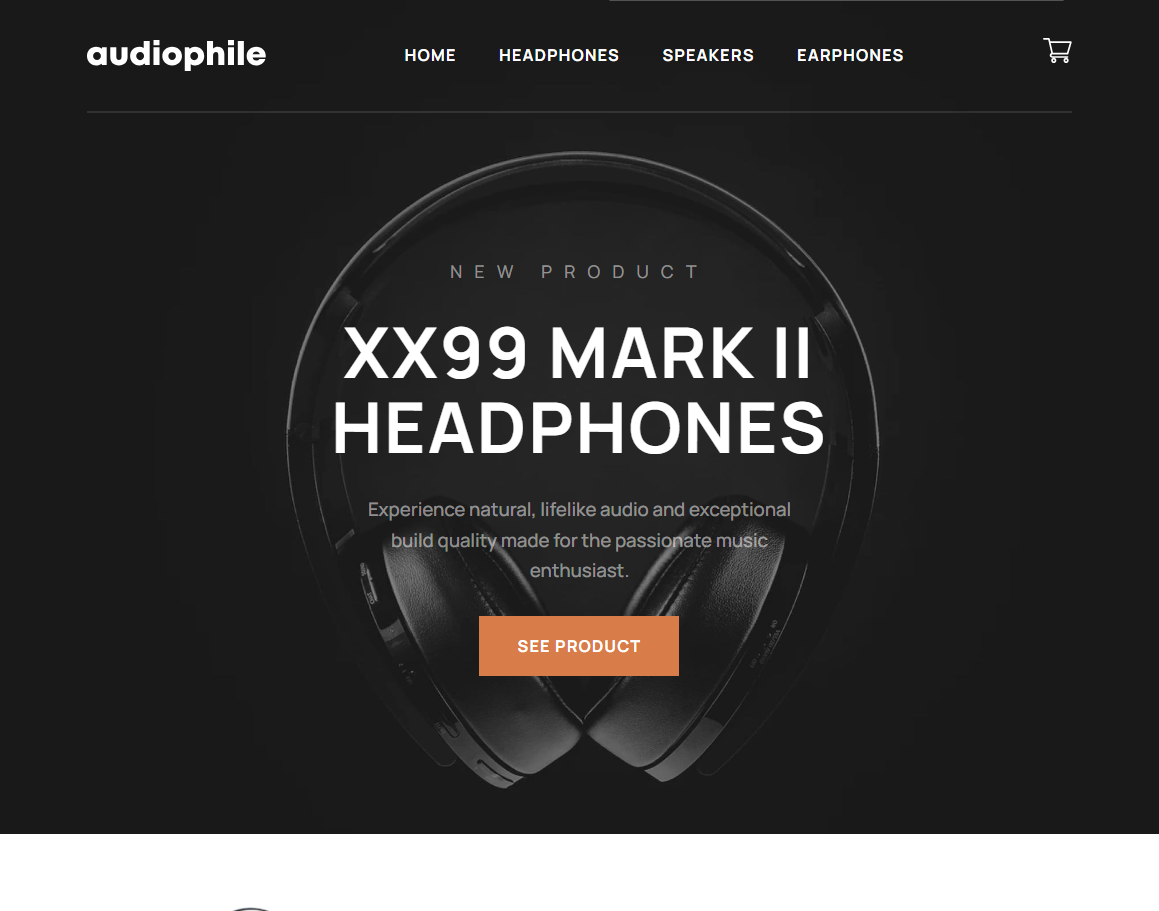 audiophile
HOME HEADPHONES SPEAKERS EARPHONES
NEW PRODUCT
XX99 MARK II
HEADPHONES
Experience natural, lifelike audio and exceptional
build quality made for the passionate music
enthusiast.
SEE PRODUCT